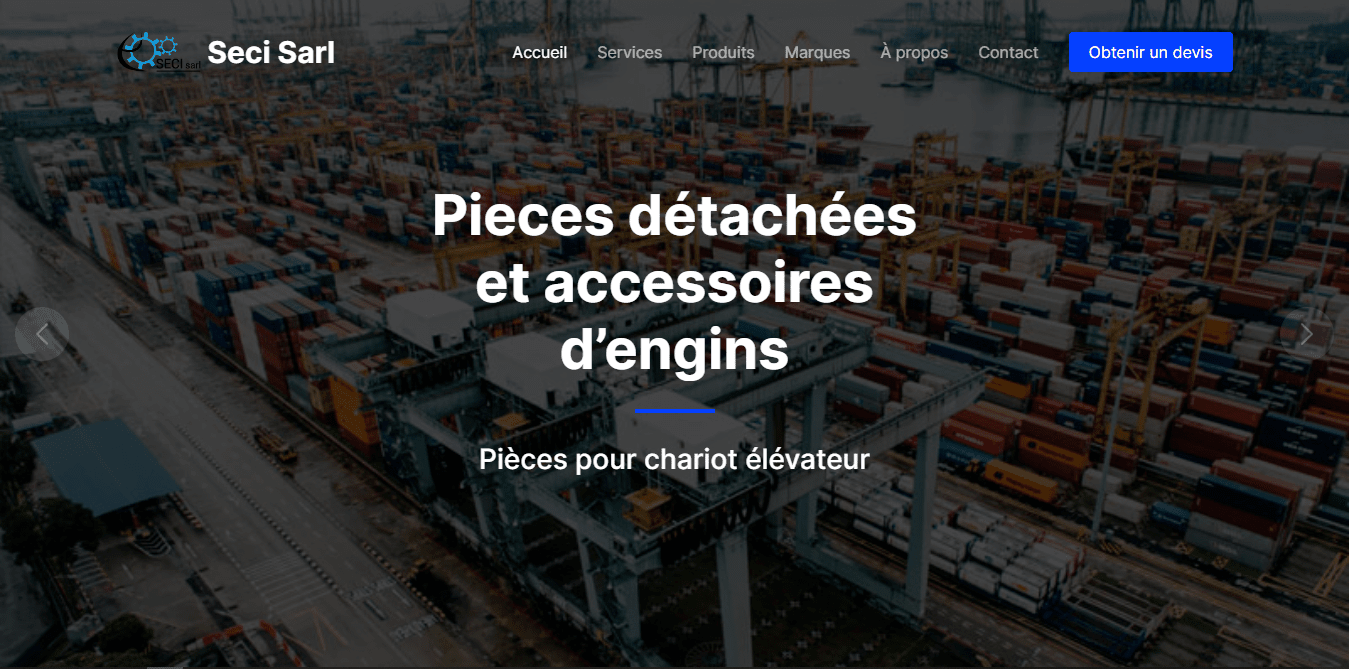 SECI sarl
Seci Sarl
Accueil
Services
Produits
Marques
À propos
Contact
Obtenir un devis
Pieces détachées
et accessoires
d’engins
Pièces pour chariot élévateur